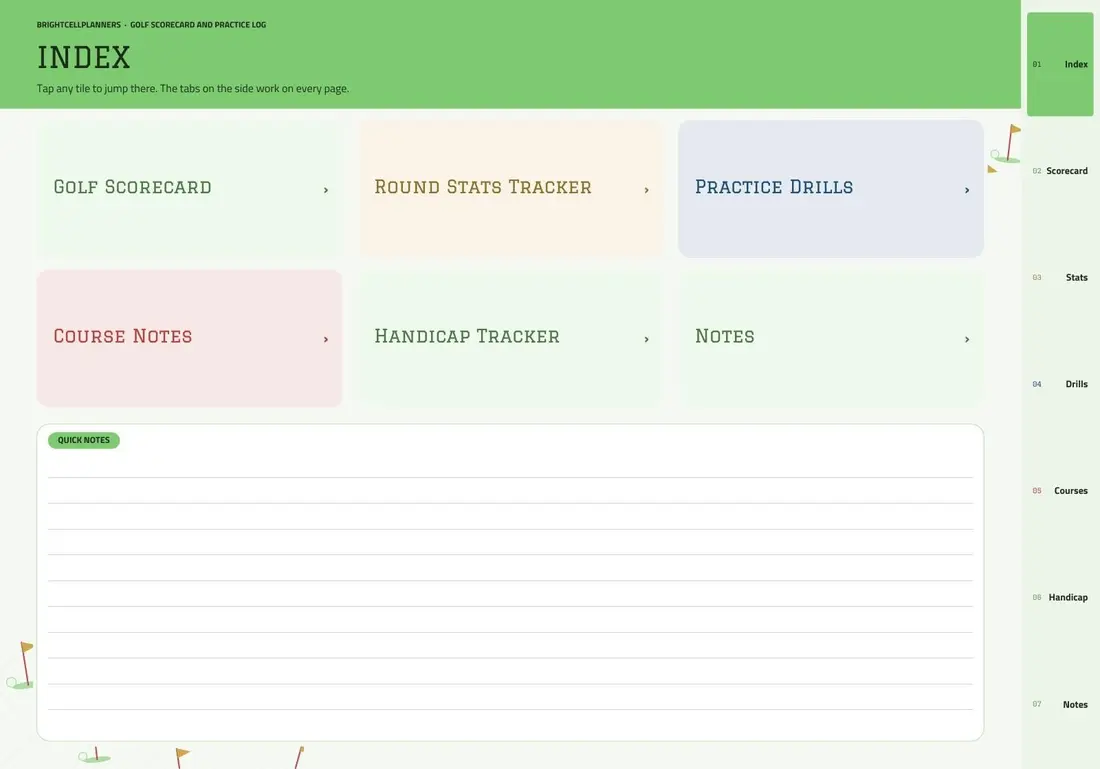 BRIGHTCELLPLANNERS · GOLF SCORECARD AND PRACTICE LOG
INDEX
Tap any tile to jump there. The tabs on the side work on every page.
GOLF SCORECARD ›
ROUND STATS TRACKER ›
PRACTICE DRILLS ›
COURSE NOTES ›
HANDICAP TRACKER ›
NOTES ›
QUICK NOTES
01 Index
02 Scorecard
03 Stats
04 Drills
05 Courses
06 Handicap
07 Notes